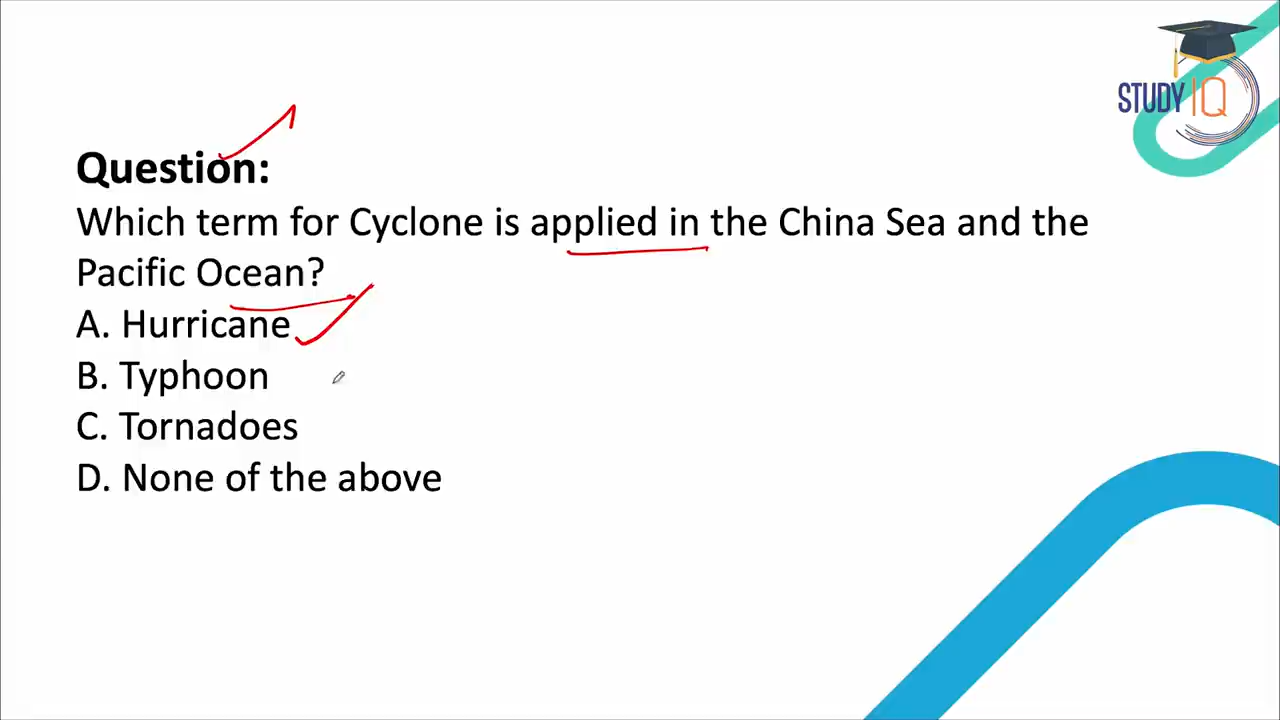 STUDY IQ
Question:
Which term for Cyclone is applied in the China Sea and the
Pacific Ocean?
A. Hurricane
B. Typhoon
C. Tornadoes
D. None of the above